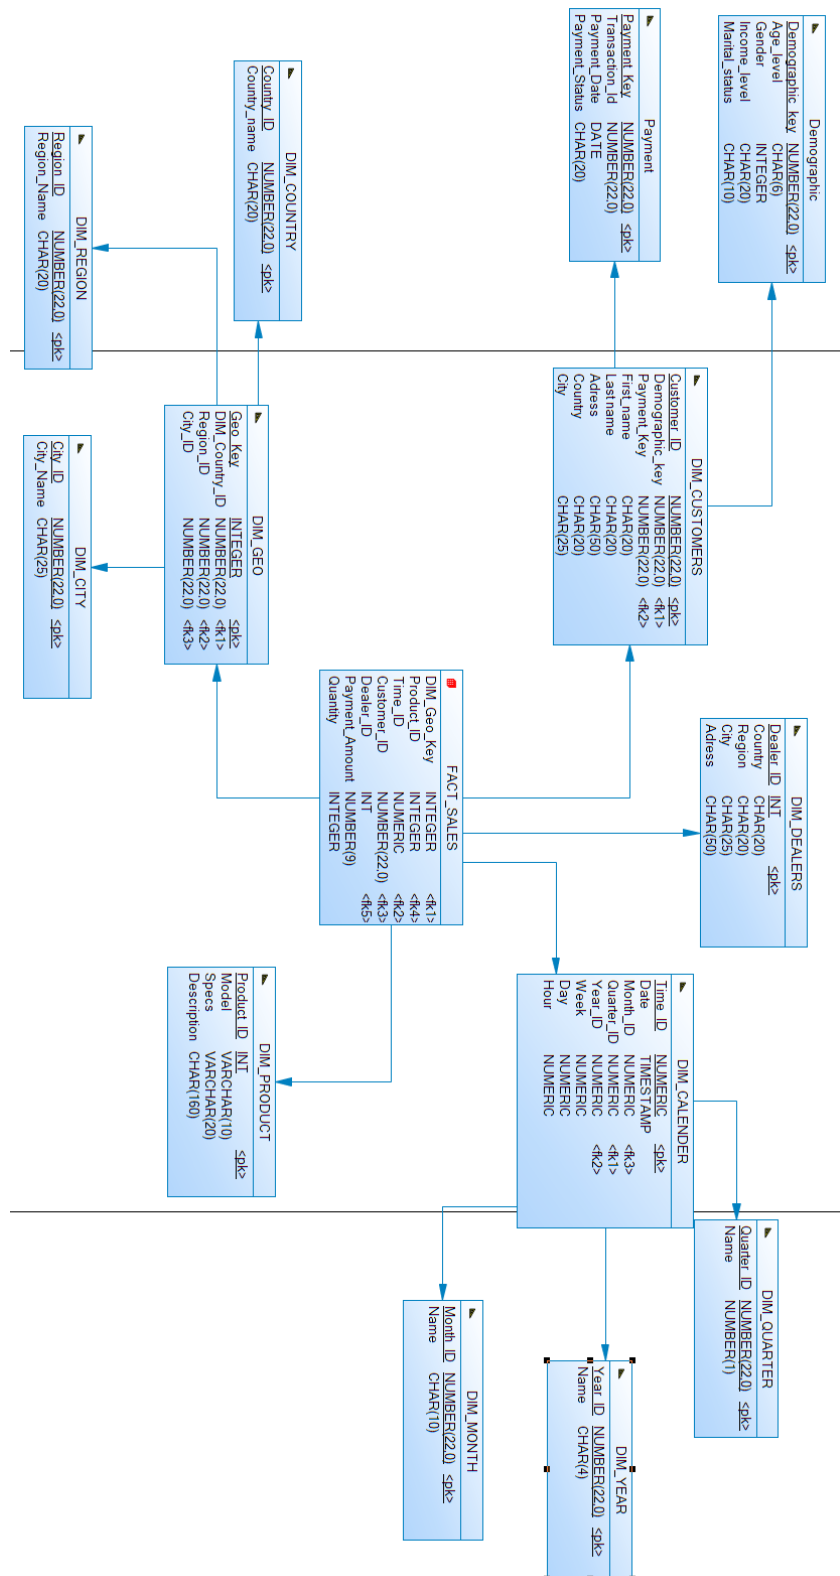 Demographic
Demographic_key NUMBER(22,0) <pk>
Age_level CHAR(6)
Gender INTEGER
Income_level CHAR(20)
Marital_status CHAR(10)
Payment
Payment_Key NUMBER(22,0) <pk>
Transaction_Id NUMBER(22,0)
Payment_Date DATE
Payment_Status CHAR(20)
DIM_COUNTRY
Country_ID NUMBER(22,0) <pk>
Country_name CHAR(20)
DIM_REGION
Region_ID NUMBER(22,0) <pk>
Region_Name CHAR(20)
DIM_CUSTOMERS
Customer_ID NUMBER(22,0) <pk>
Demographic_key NUMBER(22,0) <fk1>
Payment_Key NUMBER(22,0) <fk2>
First_name CHAR(20)
Lastname CHAR(20)
Adress CHAR(50)
Country CHAR(20)
City CHAR(25)
DIM_GEO
Geo_Key INTEGER <pk>
DIM_Country_ID NUMBER(22,0) <fk1>
Region_ID NUMBER(22,0) <fk2>
City_ID NUMBER(22,0) <fk3>
DIM_CITY
City_ID NUMBER(22,0) <pk>
City_Name CHAR(25)
DIM_DEALERS
Dealer_ID INT <pk>
Country CHAR(20)
Region CHAR(20)
City CHAR(25)
Adress CHAR(50)
FACT_SALES
DIM_Geo_Key INTEGER <fk1>
Product_ID INTEGER <fk4>
Time_ID NUMERIC <fk2>
Customer_ID NUMBER(22,0) <fk3>
Dealer_ID INT <fk5>
Payment_Amount NUMBER(9)
Quantity INTEGER
DIM_CALENDER
Time_ID NUMERIC <pk>
Date TIMESTAMP
Month_ID NUMERIC <fk3>
Quarter_ID NUMERIC <fk1>
Year_ID NUMERIC <fk2>
Week NUMERIC
Day NUMERIC
Hour NUMERIC
DIM_PRODUCT
Product_ID INT <pk>
Model VARCHAR(10)
Specs VARCHAR(20)
Description CHAR(160)
DIM_QUARTER
Quarter_ID NUMBER(22,0) <pk>
Name NUMBER(1)
DIM_YEAR
Year_ID NUMBER(22,0) <pk>
Name CHAR(4)
DIM_MONTH
Month_ID NUMBER(22,0) <pk>
Name CHAR(10)